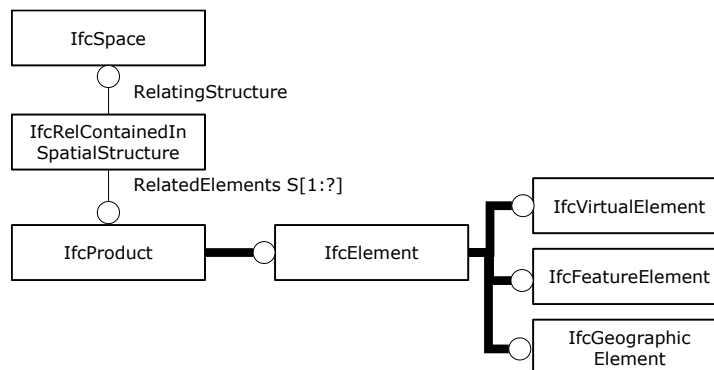 IfcSpace
RelatingStructure
IfcRelContainedIn
SpatialStructure
RelatedElements S[1:?]
IfcProduct
IfcElement
IfcVirtualElement
IfcFeatureElement
IfcGeographic
Element